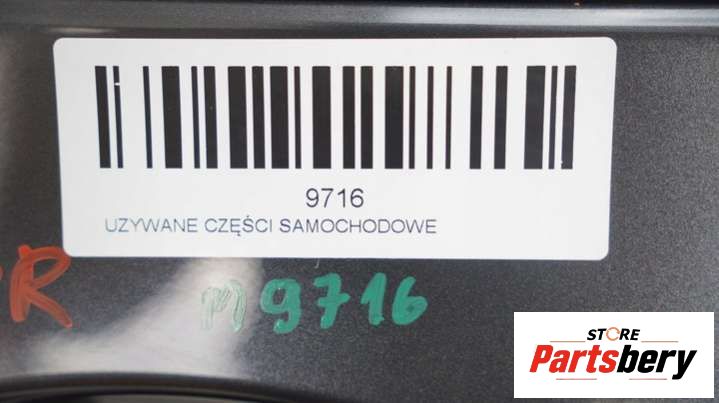 9716
UZYWANE CZĘŚCI SAMOCHODOWE
R
M9716
STORE
Partsbery